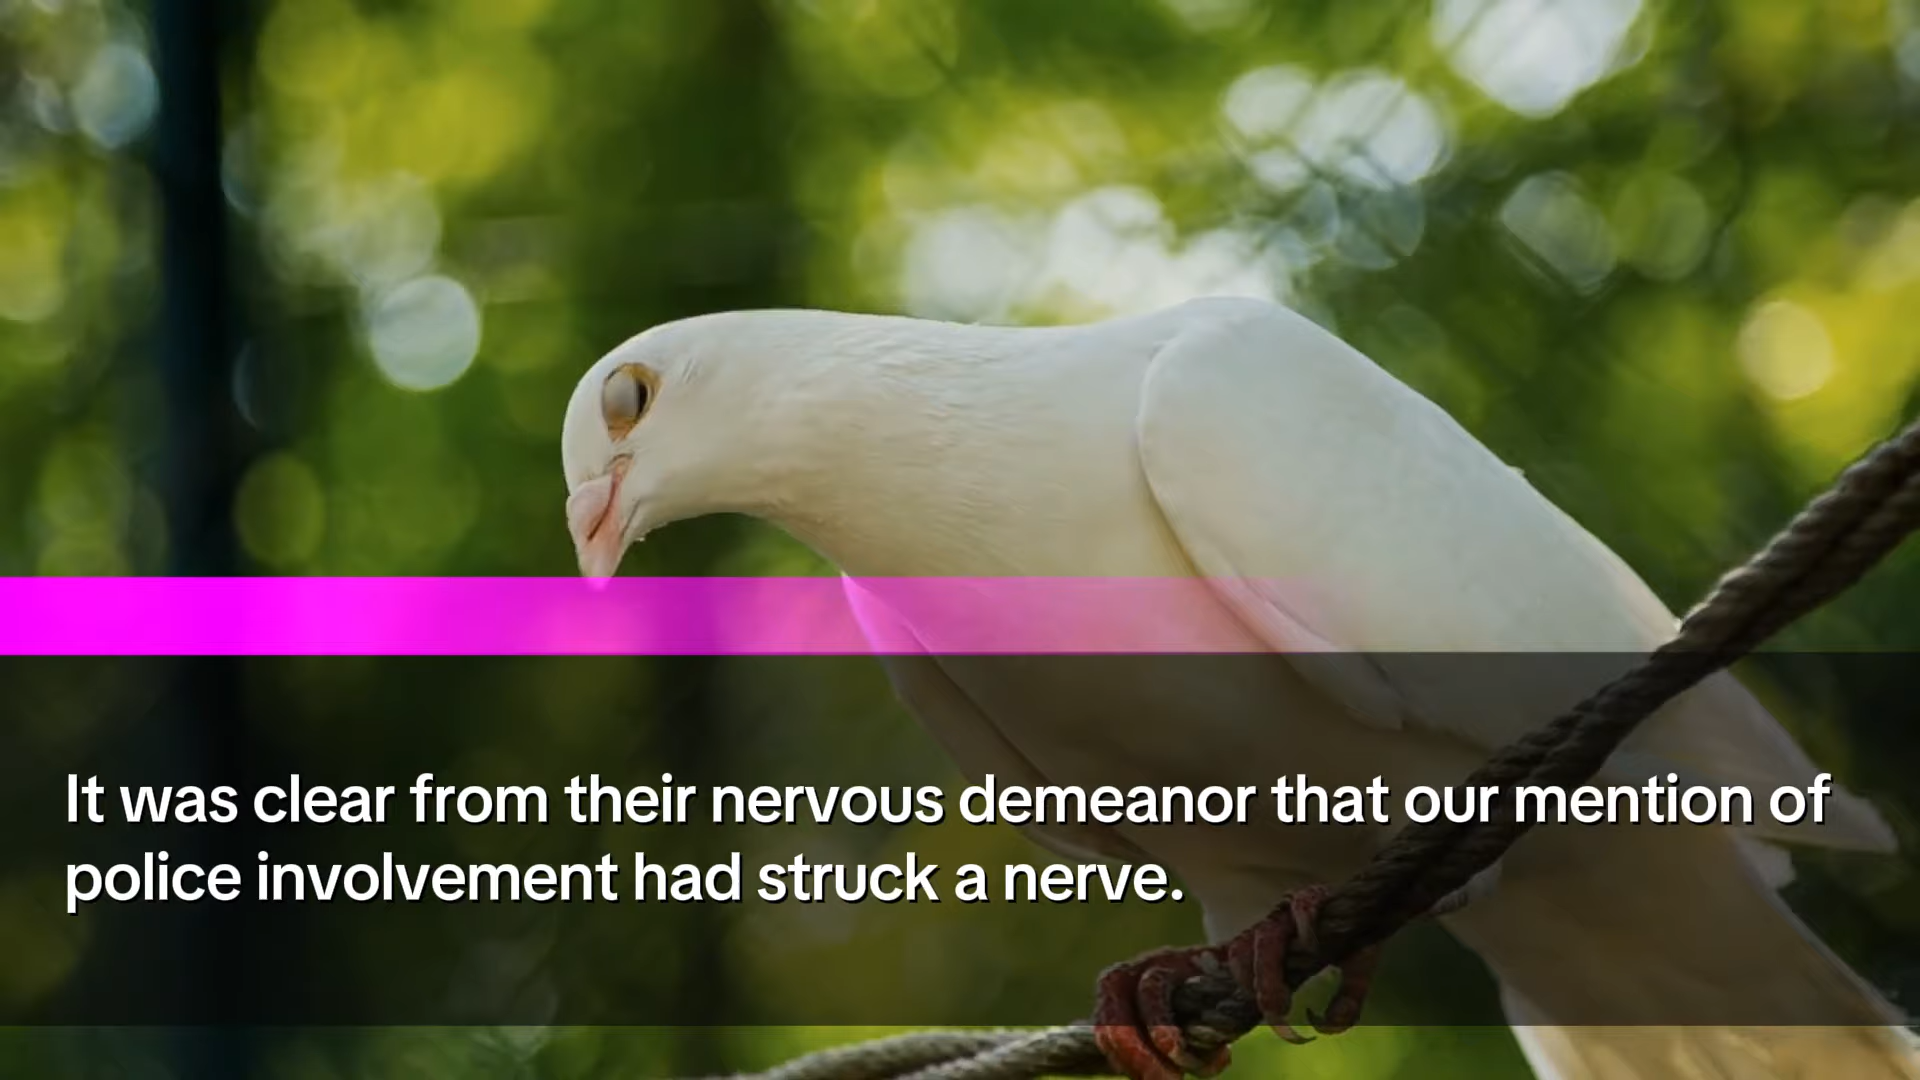 It was clear from their nervous demeanor that our mention of
police involvement had struck a nerve.